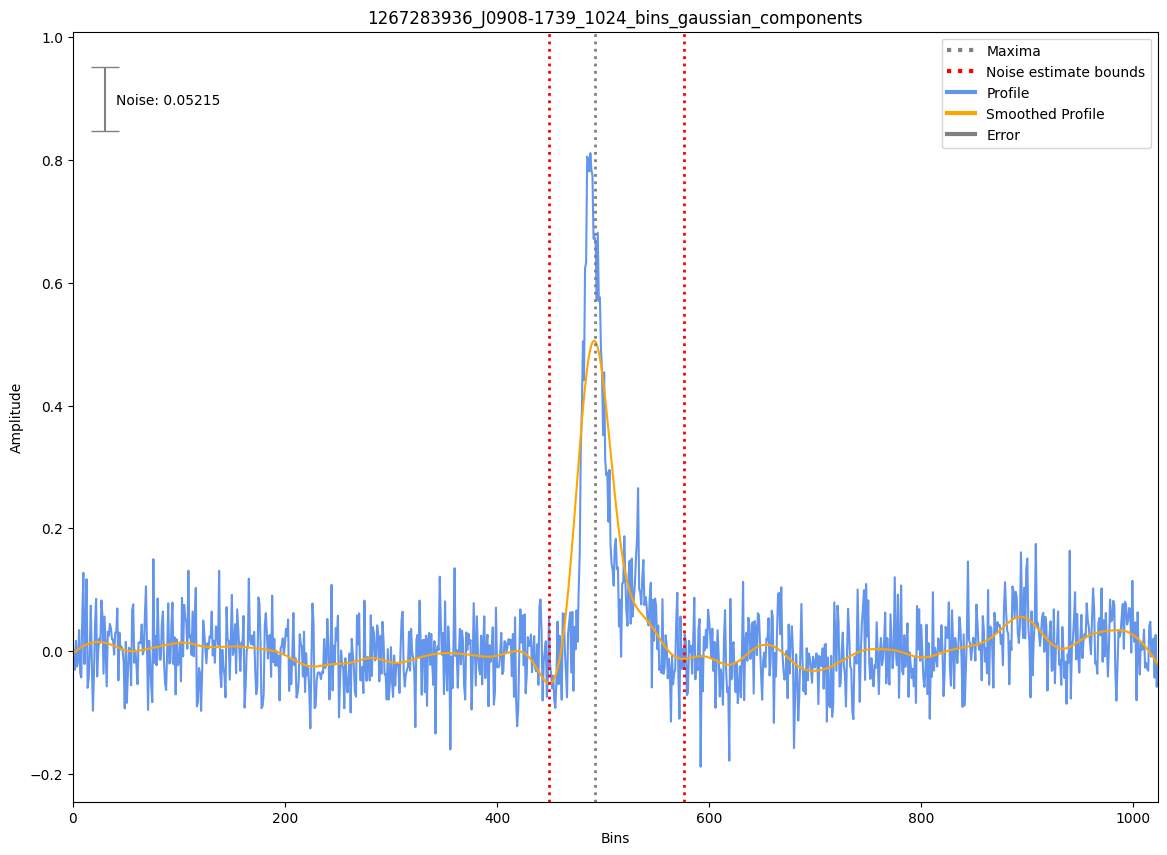 1267283936_J0908-1739_1024_bins_gaussian_components
Maxima
Noise estimate bounds
Profile
Smoothed Profile
Error
Noise: 0.05215
Amplitude
1.0
0.8
0.6
0.4
0.2
0.0
−0.2
0
200
400
600
800
1000
Bins